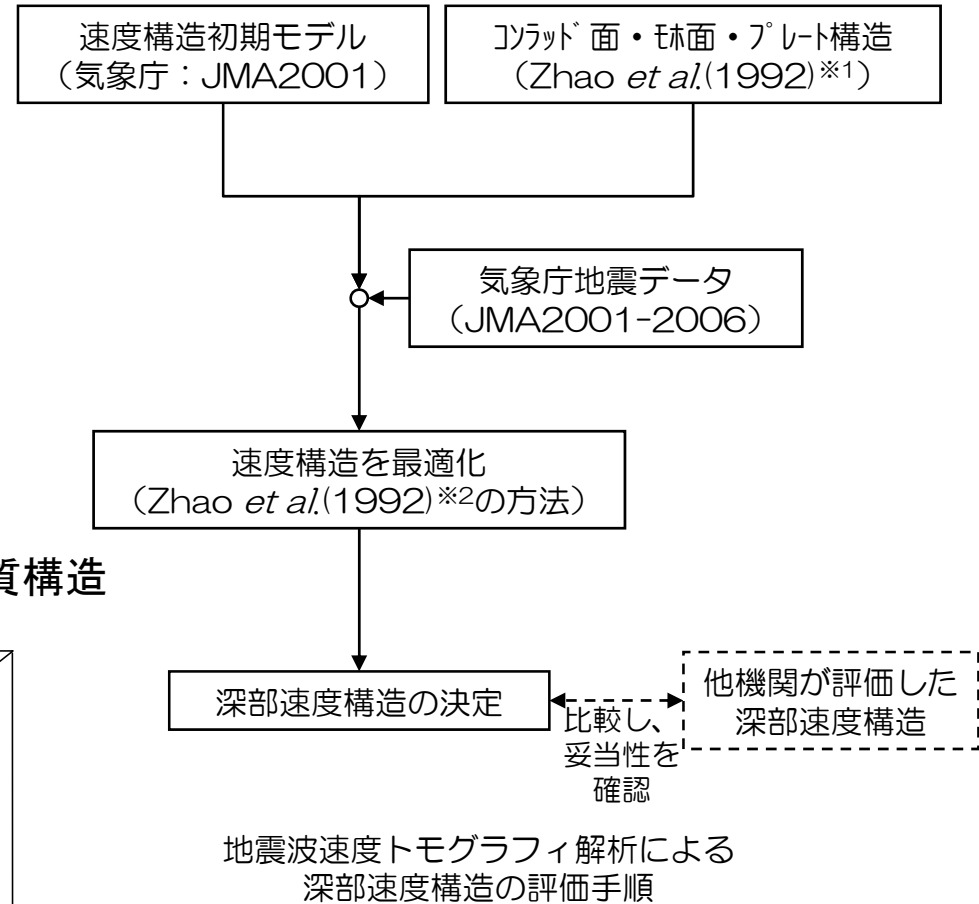 速度構造初期モデル
（気象庁：JMA2001）
ｺﾝﾗｯﾄﾞ面・ﾓﾎ面・ﾌﾟﾚｰﾄ構造
（Zhao et al.(1992)※1）
気象庁地震データ
（JMA2001-2006）
速度構造を最適化
（Zhao et al.(1992)※2の方法）
質構造
深部速度構造の決定
比較し、
妥当性を
確認
他機関が評価した
深部速度構造
地震波速度トモグラフィ解析による
深部速度構造の評価手順